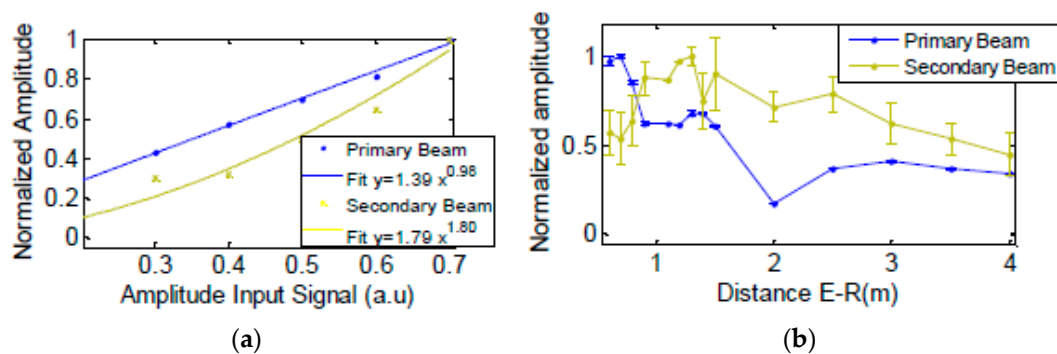 Normalized Amplitude
1
0.8
0.6
0.4
0.2
0
0.3 0.4 0.5 0.6 0.7
Amplitude Input Signal (a.u)
Primary Beam
Fit y=1.39 x^0.98
Secondary Beam
Fit y=1.79 x^1.80
(a)
Normalized amplitude
1
0.5
0
1 2 3 4
Distance E-R(m)
Primary Beam
Secondary Beam
(b)